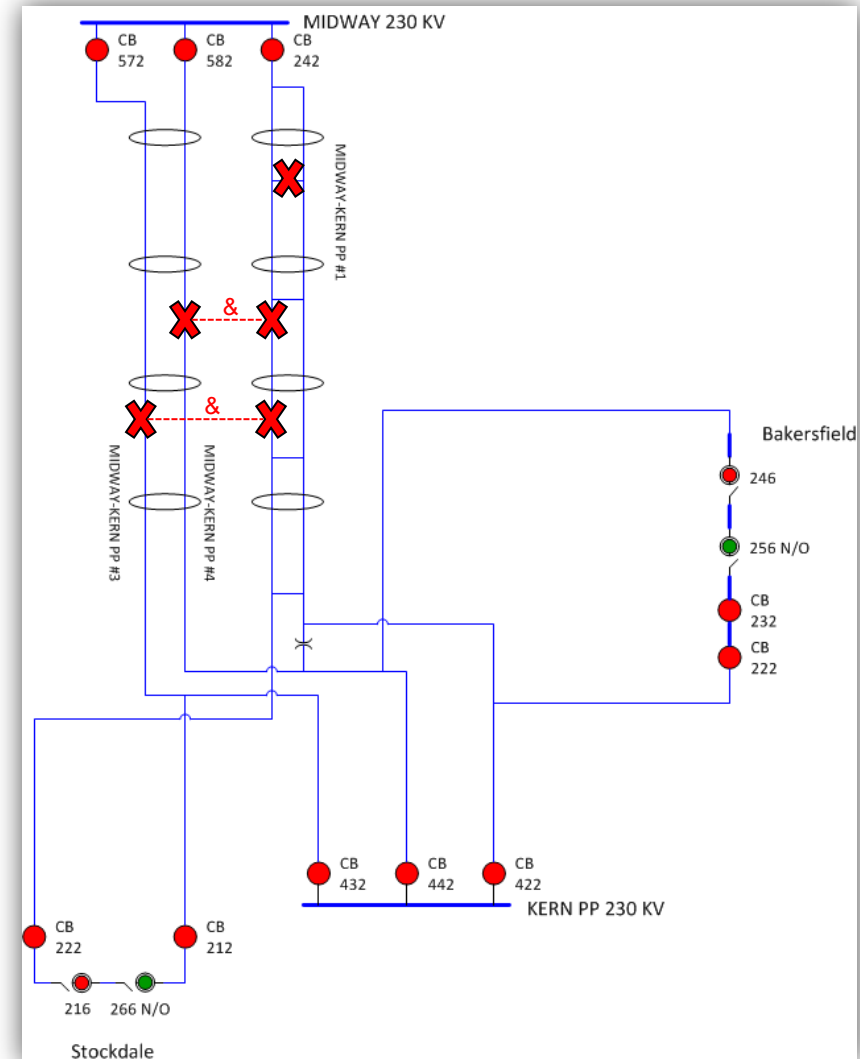 MIDWAY 230 KV
CB
572
CB
582
CB
242
MIDWAY-KERN PP #1
&
&
MIDWAY-KERN PP #3
MIDWAY-KERN PP #4
Bakersfield
246
256 N/O
CB
232
CB
222
CB
432
CB
442
CB
422
KERN PP 230 KV
CB
222
CB
212
216
266 N/O
Stockdale